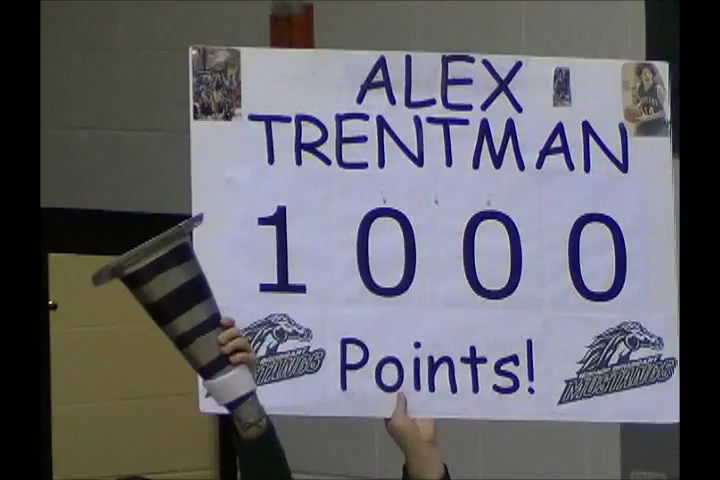 ALEX
TRENTMAN
1000
Points!
MUSTANGS
MUSTANGS